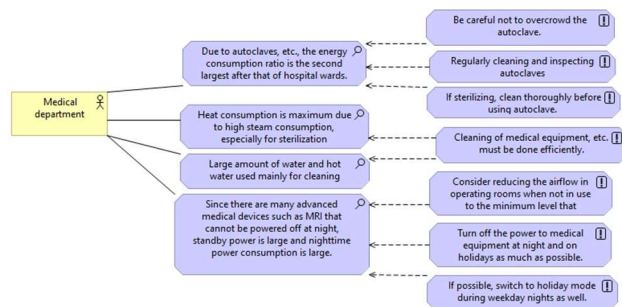 Medical
department
Due to autoclaves, etc., the energy
consumption ratio is the second
largest after that of hospital wards.
Heat consumption is maximum due
to high steam consumption,
especially for sterilization
Large amount of water and hot
water used mainly for cleaning
Since there are many advanced
medical devices such as MRI that
cannot be powered off at night,
standby power is large and nighttime
power consumption is large.
Be careful not to overcrowd the
autoclave.
Regularly cleaning and inspecting
autoclaves
If sterilizing, clean thoroughly before
using autoclave.
Cleaning of medical equipment, etc.
must be done efficiently.
Consider reducing the airflow in
operating rooms when not in use
to the minimum level that
Turn off the power to medical
equipment at night and on
holidays as much as possible.
If possible, switch to holiday mode
during weekday nights as well.